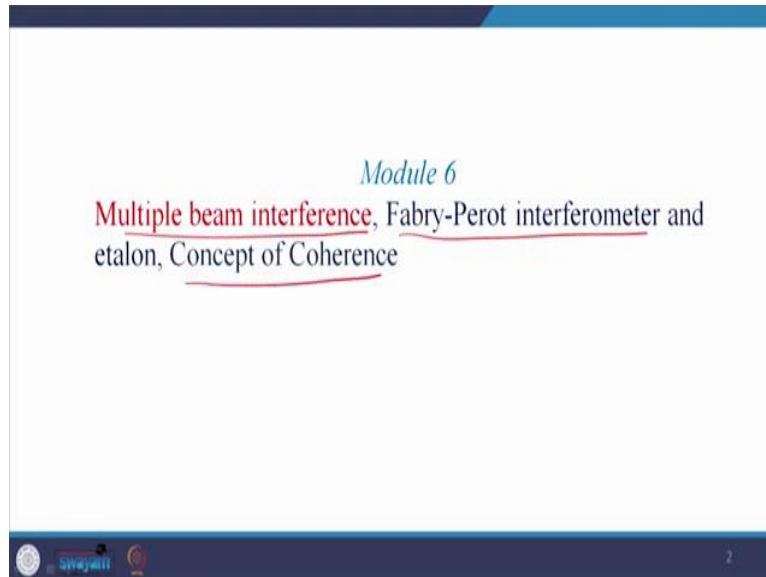 Module 6
Multiple beam interference, Fabry-Perot interferometer and
etalon, Concept of Coherence
swayam
2